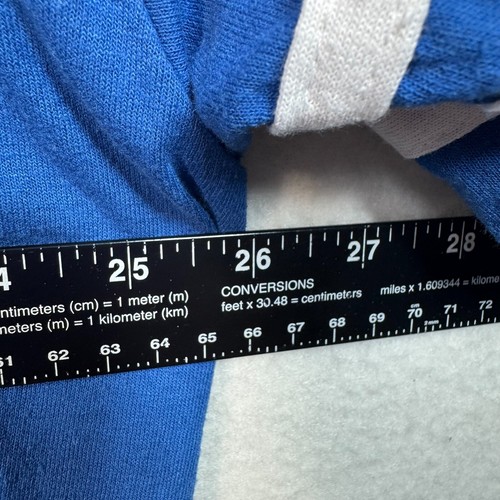 4 25 26 27 28
CONVERSIONS
ntimeters (cm) = 1 meter (m) feet x 30.48 = centimeters miles x 1.609344 = kilome
meters (m) = 1 kilometer (km)
61 62 63 64 65 66 67 68 69 70 71 72